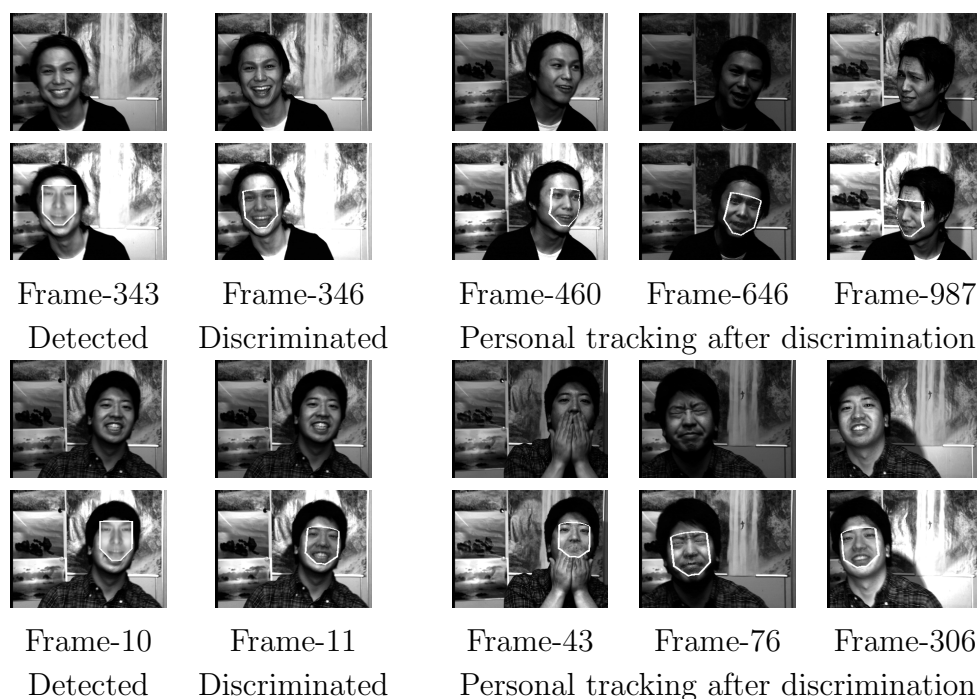 Frame-343 Frame-346 Frame-460 Frame-646 Frame-987
Detected Discriminated Personal tracking after discrimination
Frame-10 Frame-11 Frame-43 Frame-76 Frame-306
Detected Discriminated Personal tracking after discrimination